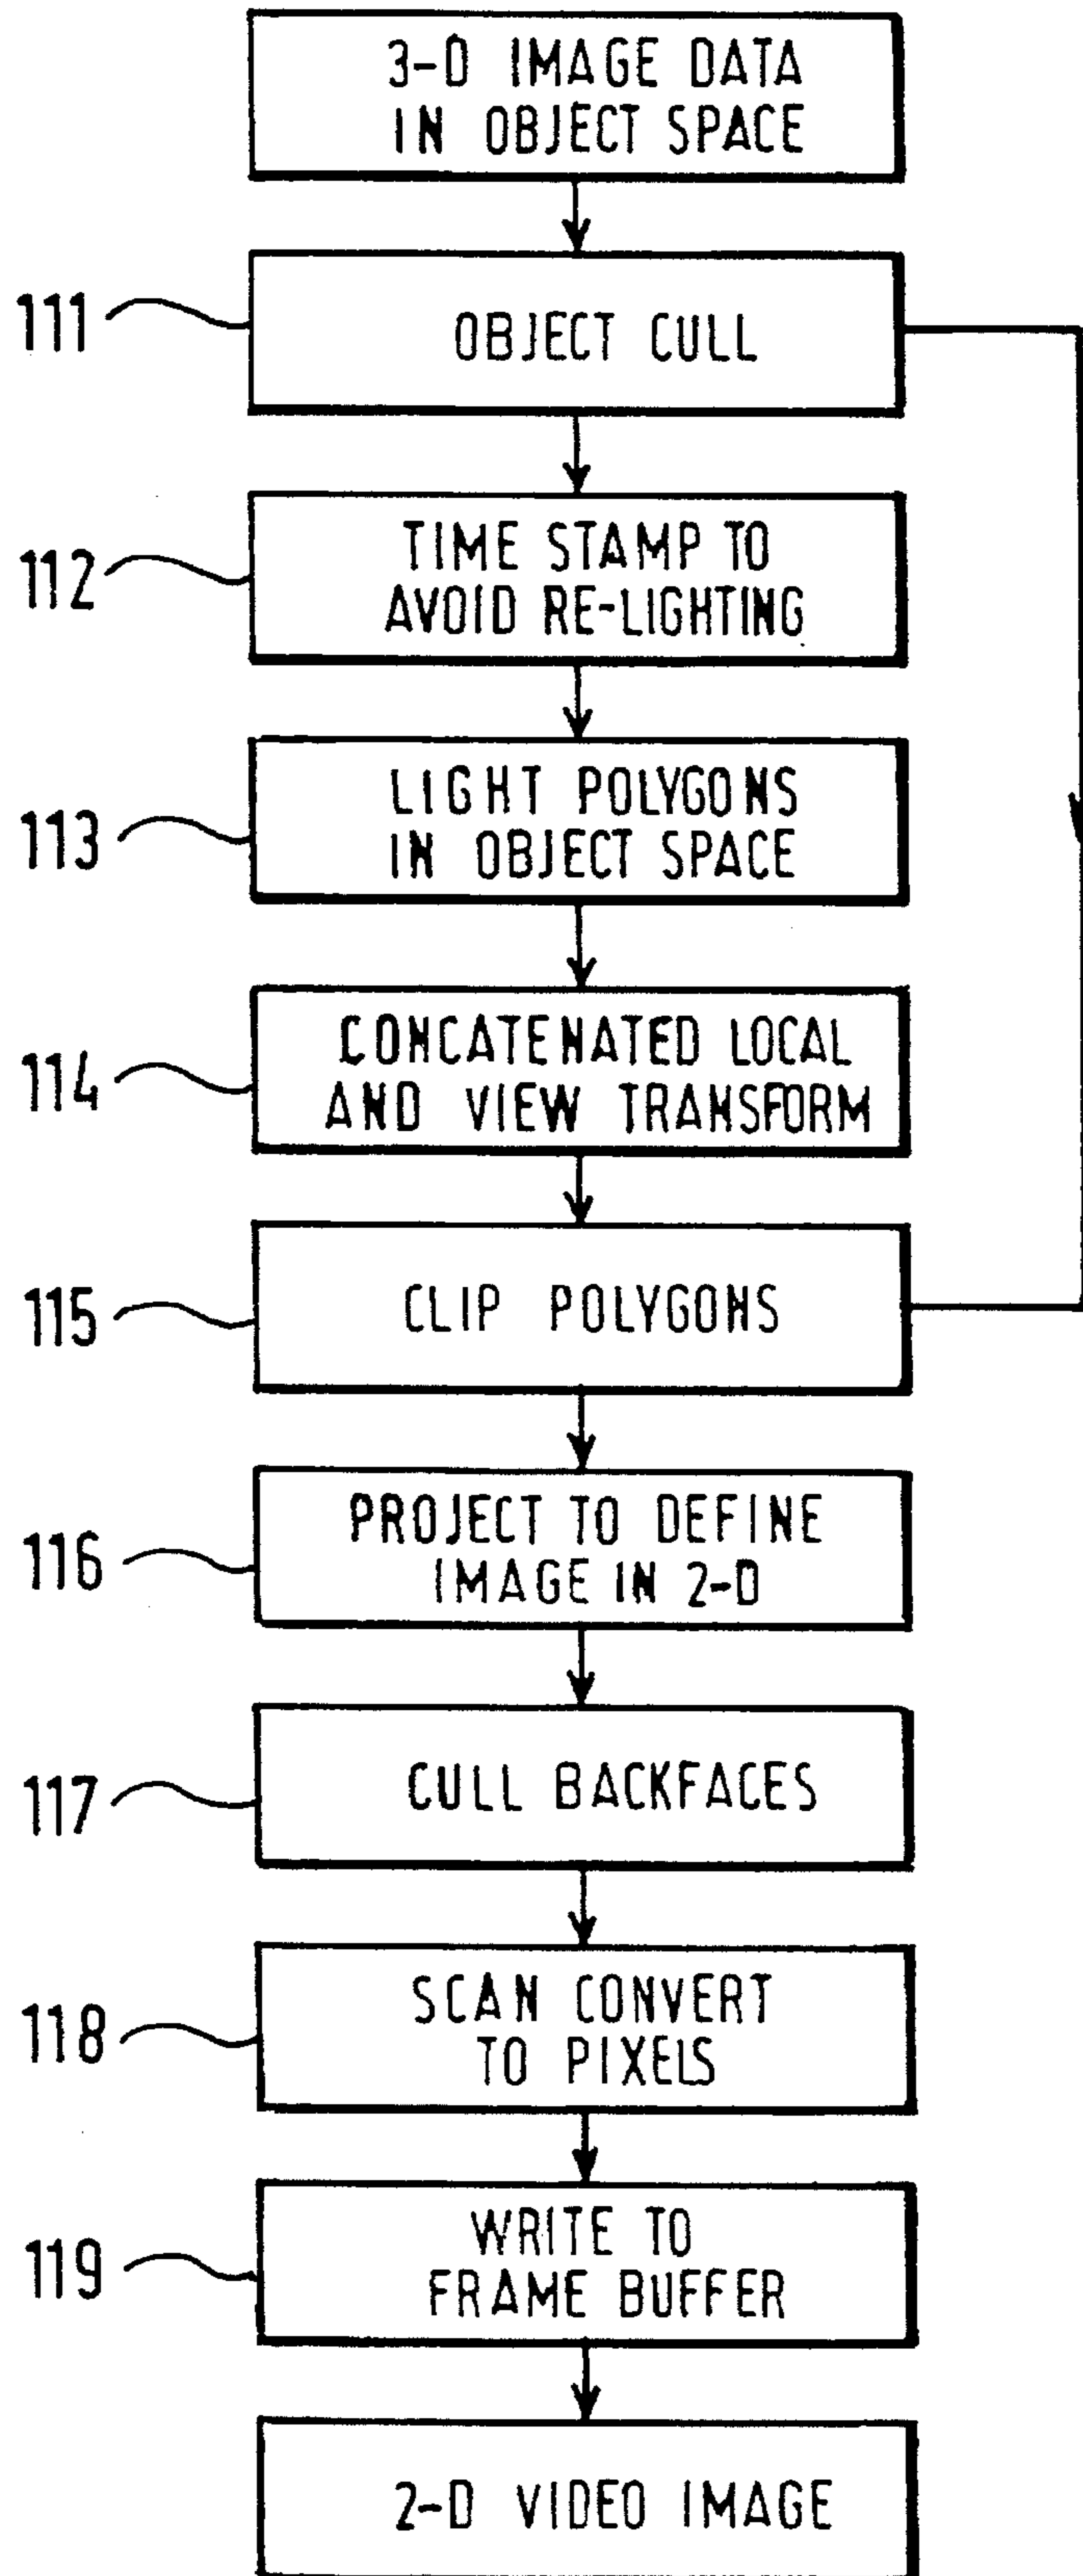 3-D IMAGE DATA
IN OBJECT SPACE
111
OBJECT CULL
112
TIME STAMP TO
AVOID RE-LIGHTING
113
LIGHT POLYGONS
IN OBJECT SPACE
114
CONCATENATED LOCAL
AND VIEW TRANSFORM
115
CLIP POLYGONS
116
PROJECT TO DEFINE
IMAGE IN 2-D
117
CULL BACKFACES
118
SCAN CONVERT
TO PIXELS
119
WRITE TO
FRAME BUFFER
2-D VIDEO IMAGE